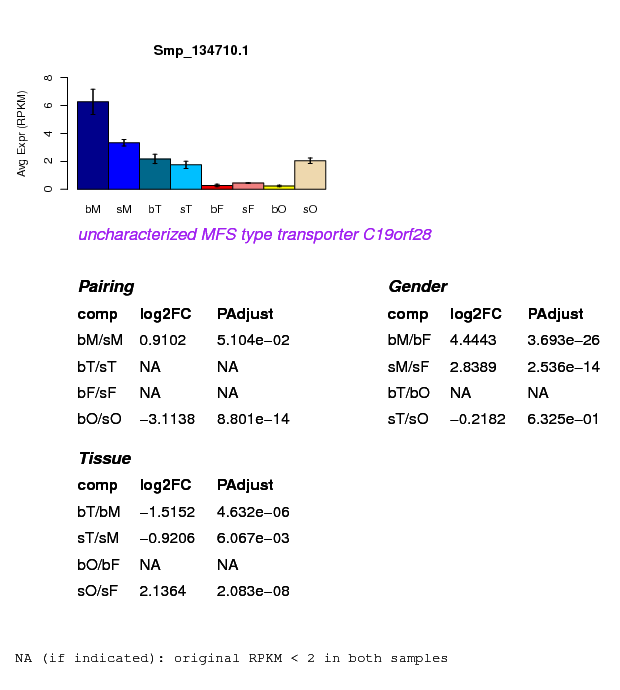 Smp_134710.1
Avg Expr (RPKM)
8
6
4
2
0
bM sM bT sT bF sF bO sO
uncharacterized MFS type transporter C19orf28
Pairing
comp log2FC PAdjust
bM/sM 0.9102 5.104e−02
bT/sT NA NA
bF/sF NA NA
bO/sO −3.1138 8.801e−14
Gender
comp log2FC PAdjust
bM/bF 4.4443 3.693e−26
sM/sF 2.8389 2.536e−14
bT/bO NA NA
sT/sO −0.2182 6.325e−01
Tissue
comp log2FC PAdjust
bT/bM −1.5152 4.632e−06
sT/sM −0.9206 6.067e−03
bO/bF NA NA
sO/sF 2.1364 2.083e−08
NA (if indicated): original RPKM < 2 in both samples